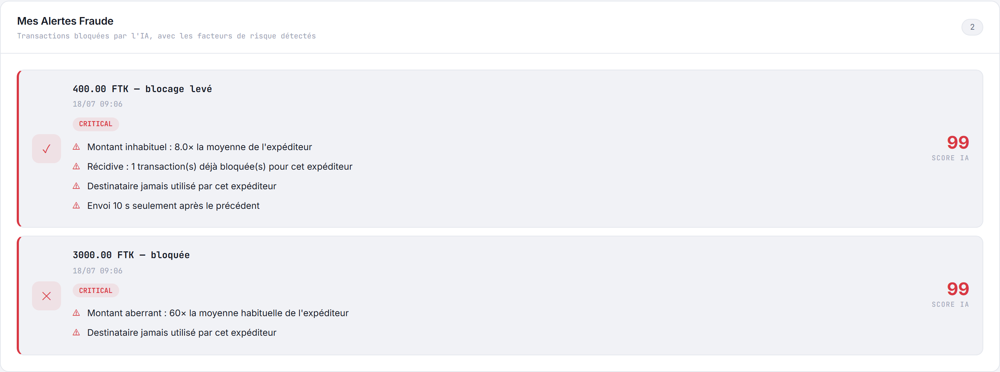 Mes Alertes Fraude
Transactions bloquées par l'IA, avec les facteurs de risque détectés
2
400.00 FTK — blocage levé
18/07 09:06
CRITICAL
Montant inhabituel : 8.0× la moyenne de l'expéditeur
Récidive : 1 transaction(s) déjà bloquée(s) pour cet expéditeur
Destinataire jamais utilisé par cet expéditeur
Envoi 10 s seulement après le précédent
99
SCORE IA
3000.00 FTK — bloquée
18/07 09:06
CRITICAL
Montant aberrant : 60× la moyenne habituelle de l'expéditeur
Destinataire jamais utilisé par cet expéditeur
99
SCORE IA